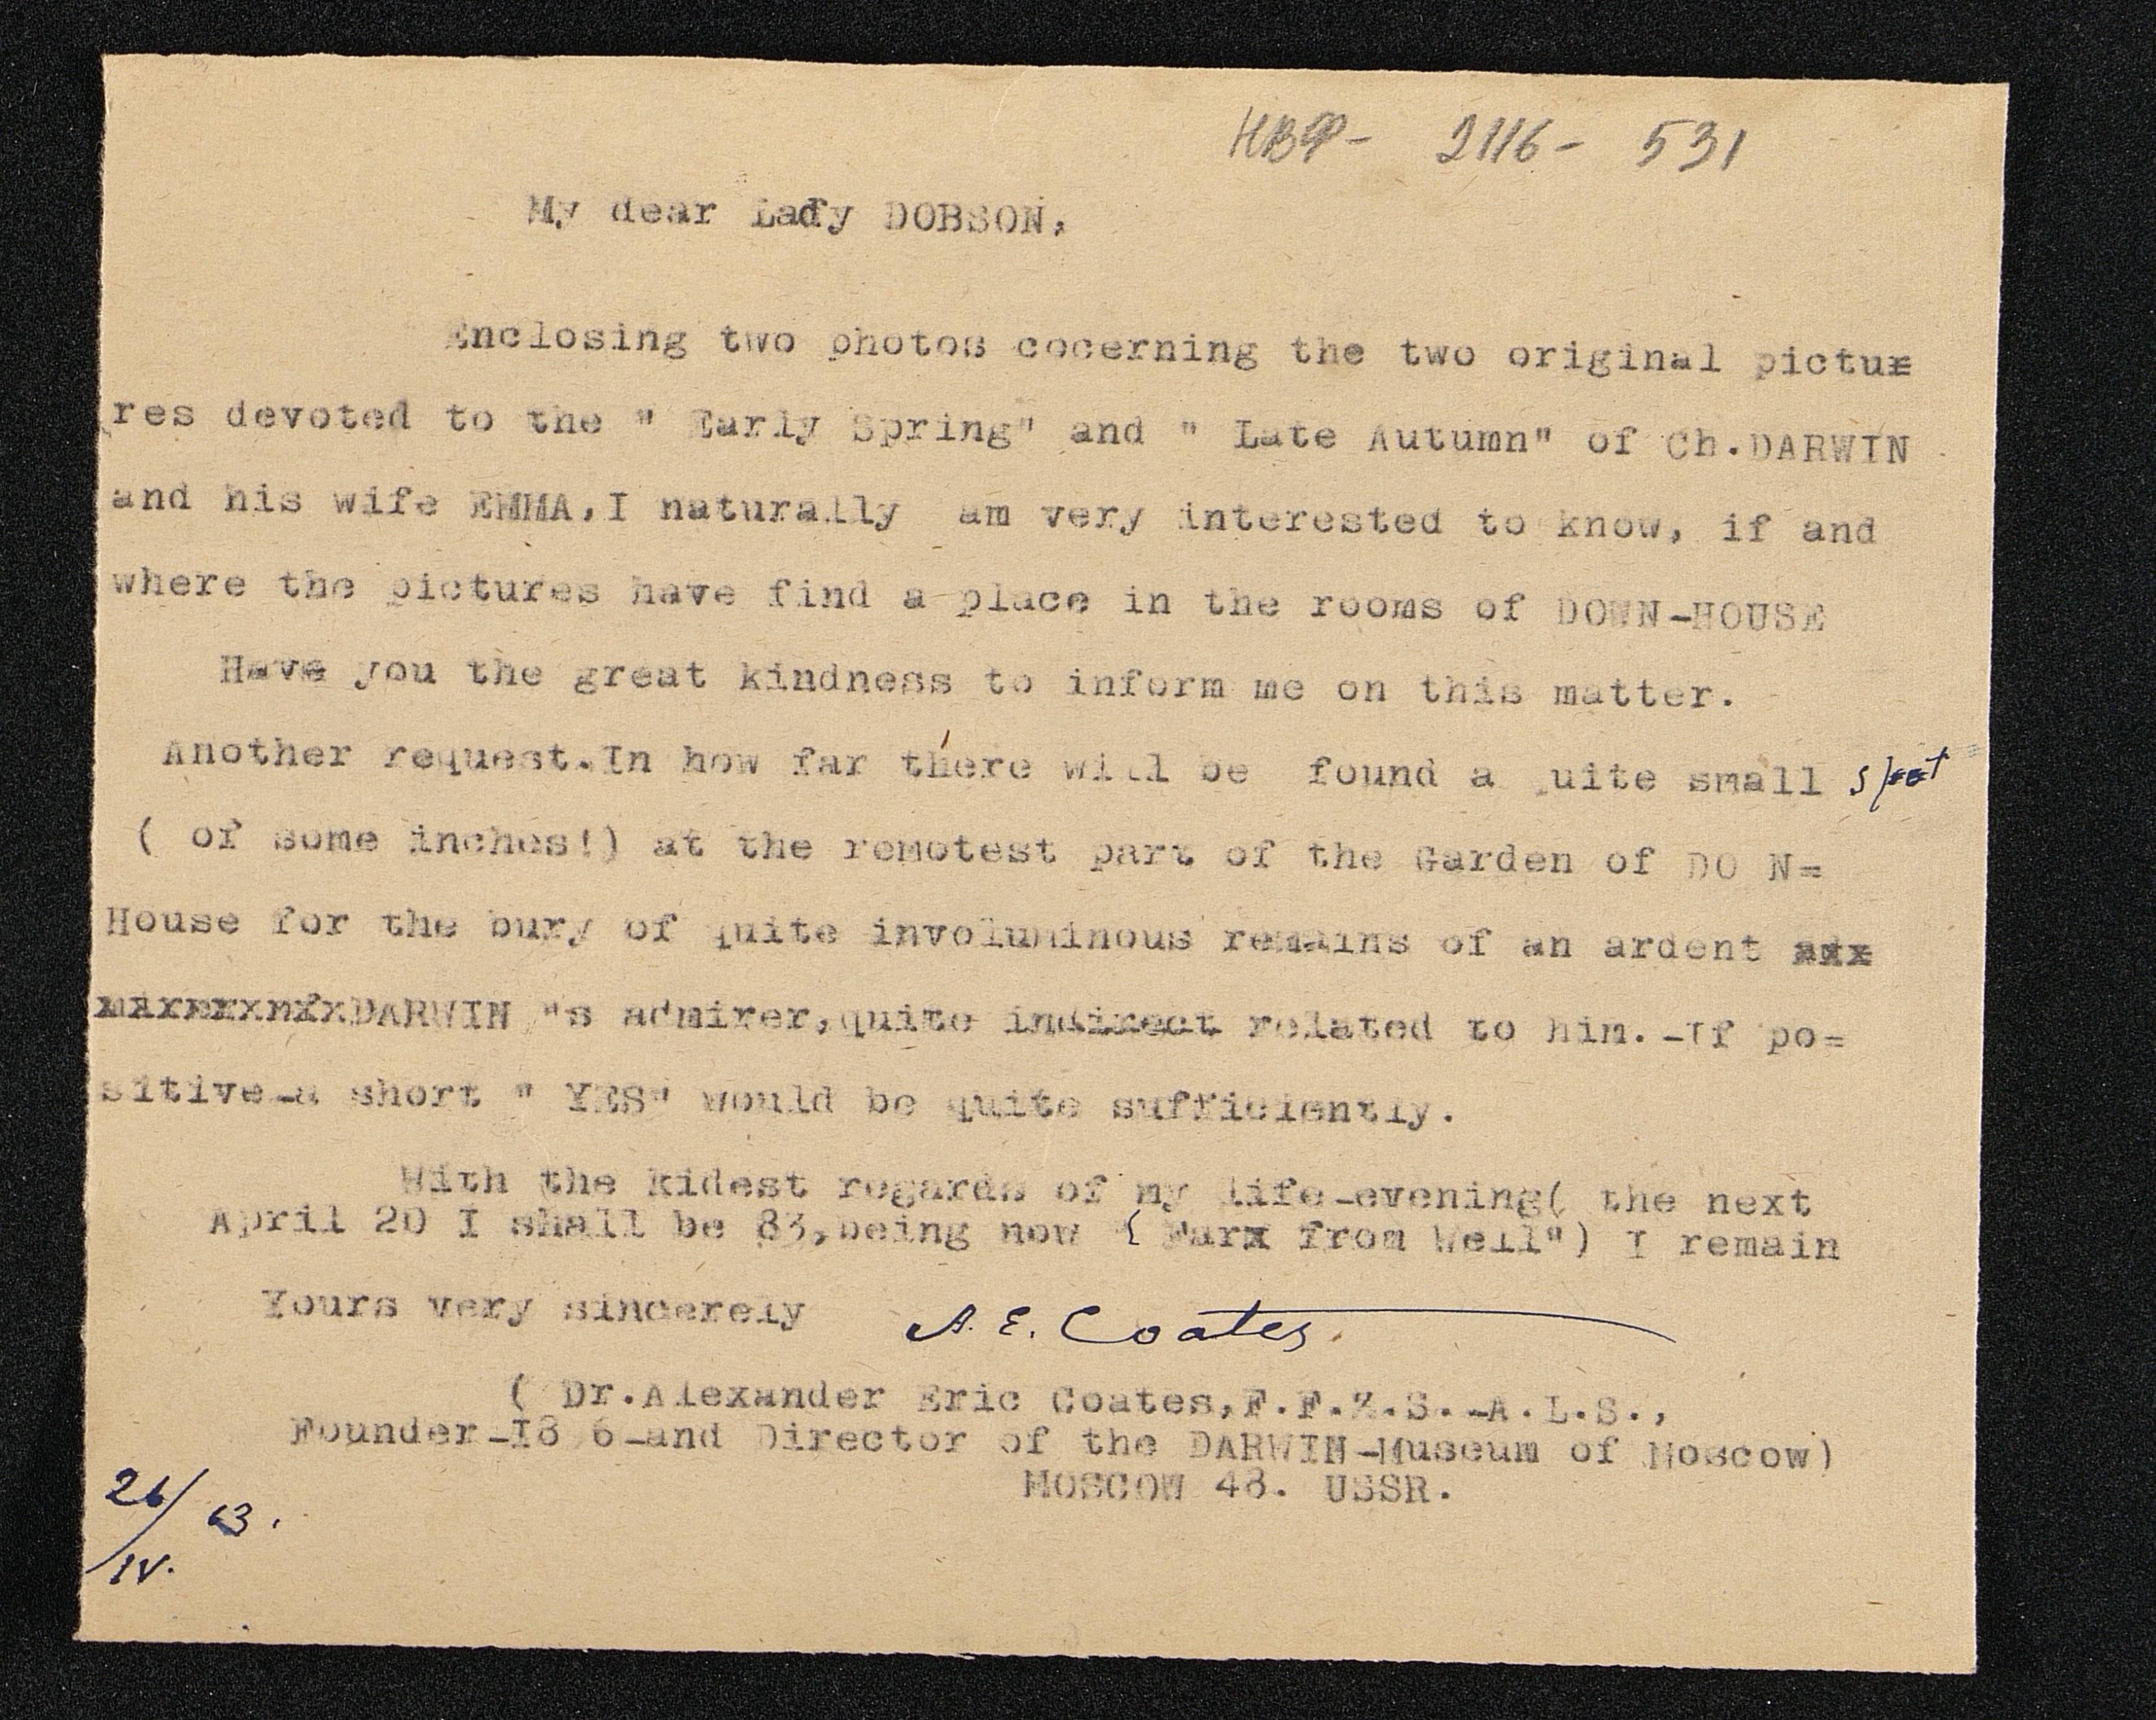 НВФ- 2116- 531
My dear Lady DOBSON,
Enclosing two photos cocerning the two original pictur
res devoted to the " Early Spring" and " Late Autumn" of Ch.DARWIN
and his wife EMMA,I naturally am very interested to know, if and
where the pictures have find a place in the rooms of DOWN-HOUSE
Have you the great kindness to inform me on this matter.
Another request.In how far there will be found a quite small spot
( of some inches!) at the remotest part of the Garden of DO N=
House for the bury of quite involuminous remains of an ardent
DARWIN "s admirer,quite indirect related to him.-If po=
sitive-a short " YES" would be quite sufficiently.
With the kidest regards of my life-evening( the next
April 20 I shall be 83,being now { Farx from Well") I remain
Yours very sincerely A. E. Coates
( Dr.Alexander Eric Coates,F.F.Z.S.-A.L.S.,
Founder-I8 6-and Director of the DARWIN-Museum of Moscow)
MOSCOW 48. USSR.
26/ 63.
IV.